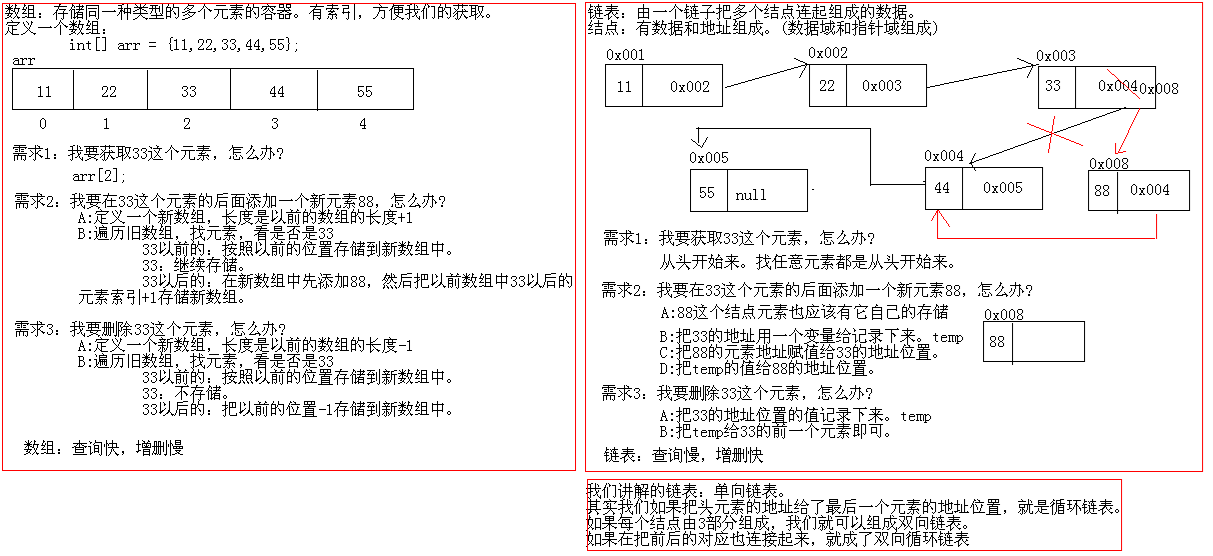 数组：存储同一种类型的多个元素的容器。有索引，方便我们的获取。
定义一个数组：
int[] arr = {11,22,33,44,55};
arr
11 22 33 44 55
0 1 2 3 4
需求1：我要获取33这个元素，怎么办?
arr[2];
需求2：我要在33这个元素的后面添加一个新元素88，怎么办?
A:定义一个新数组，长度是以前的数组的长度+1
B:遍历旧数组，找元素，看是否是33
33以前的：按照以前的位置存储到新数组中。
33：继续存储。
33以后的：在新数组中先添加88，然后把以前数组中33以后的
元素索引+1存储新数组。
需求3：我要删除33这个元素，怎么办?
A:定义一个新数组，长度是以前的数组的长度-1
B:遍历旧数组，找元素，看是否是33
33以前的：按照以前的位置存储到新数组中。
33：不存储。
33以后的：把以前的位置-1存储到新数组中。
数组：查询快，增删慢
链表：由一个链子把多个结点连起组成的数据。
结点：有数据和地址组成。(数据域和指针域组成)
0x001 0x002 0x003
11 0x002 22 0x003 33 0x004 0x008
0x005 0x004 0x008
55 null 44 0x005 88 0x004
需求1：我要获取33这个元素，怎么办?
从头开始来。找任意元素都是从头开始来。
需求2：我要在33这个元素的后面添加一个新元素88，怎么办?
A:88这个结点元素也应该有它自己的存储
0x008
88
B:把33的地址用一个变量给记录下来。temp
C:把88的元素地址赋值给33的地址位置。
D:把temp的值给88的地址位置。
需求3：我要删除33这个元素，怎么办?
A:把33的地址位置的值记录下来。temp
B:把temp给33的前一个元素即可。
链表：查询慢，增删快
我们讲解的链表：单向链表。
其实我们如果把头元素的地址给了最后一个元素的地址位置，就是循环链表。
如果每个结点由3部分组成，我们就可以组成双向链表。
如果在把前后的对应也连接起来，就成了双向循环链表